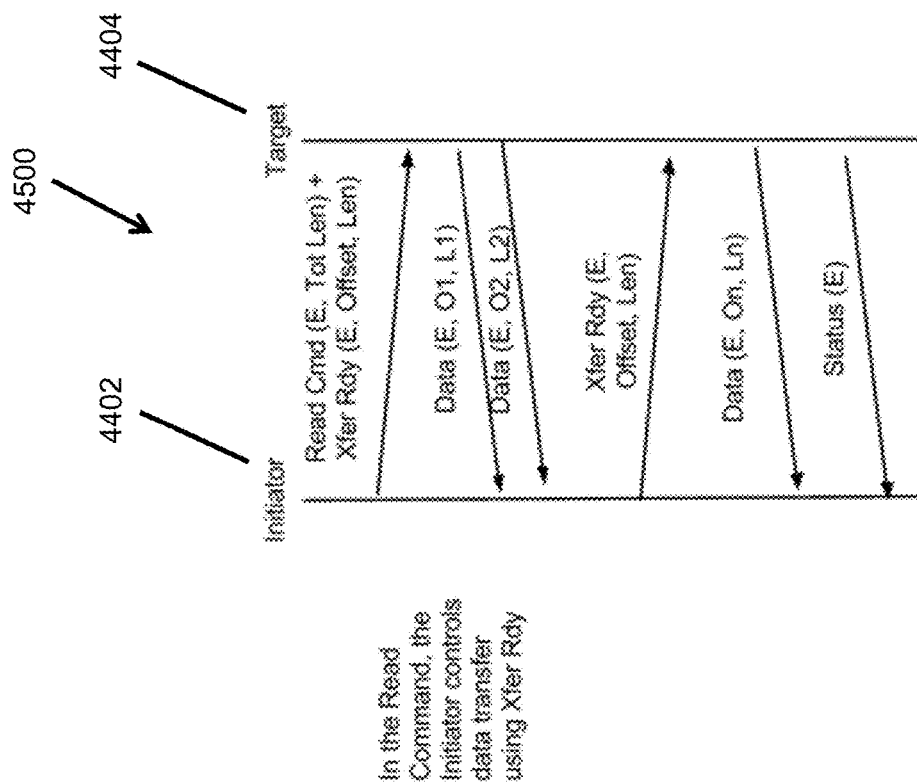 4500
4402
4404
Initiator
Target
Read Cmd (E, Tot Len) +
Xfer Rdy (E, Offset, Len)
Data (E, O1, L1)
Data (E, O2, L2)
Xfer Rdy (E,
Offset, Len)
Data (E, On, Ln)
Status (E)
In the Read
Command, the
Initiator controls
data transfer
using Xfer Rdy